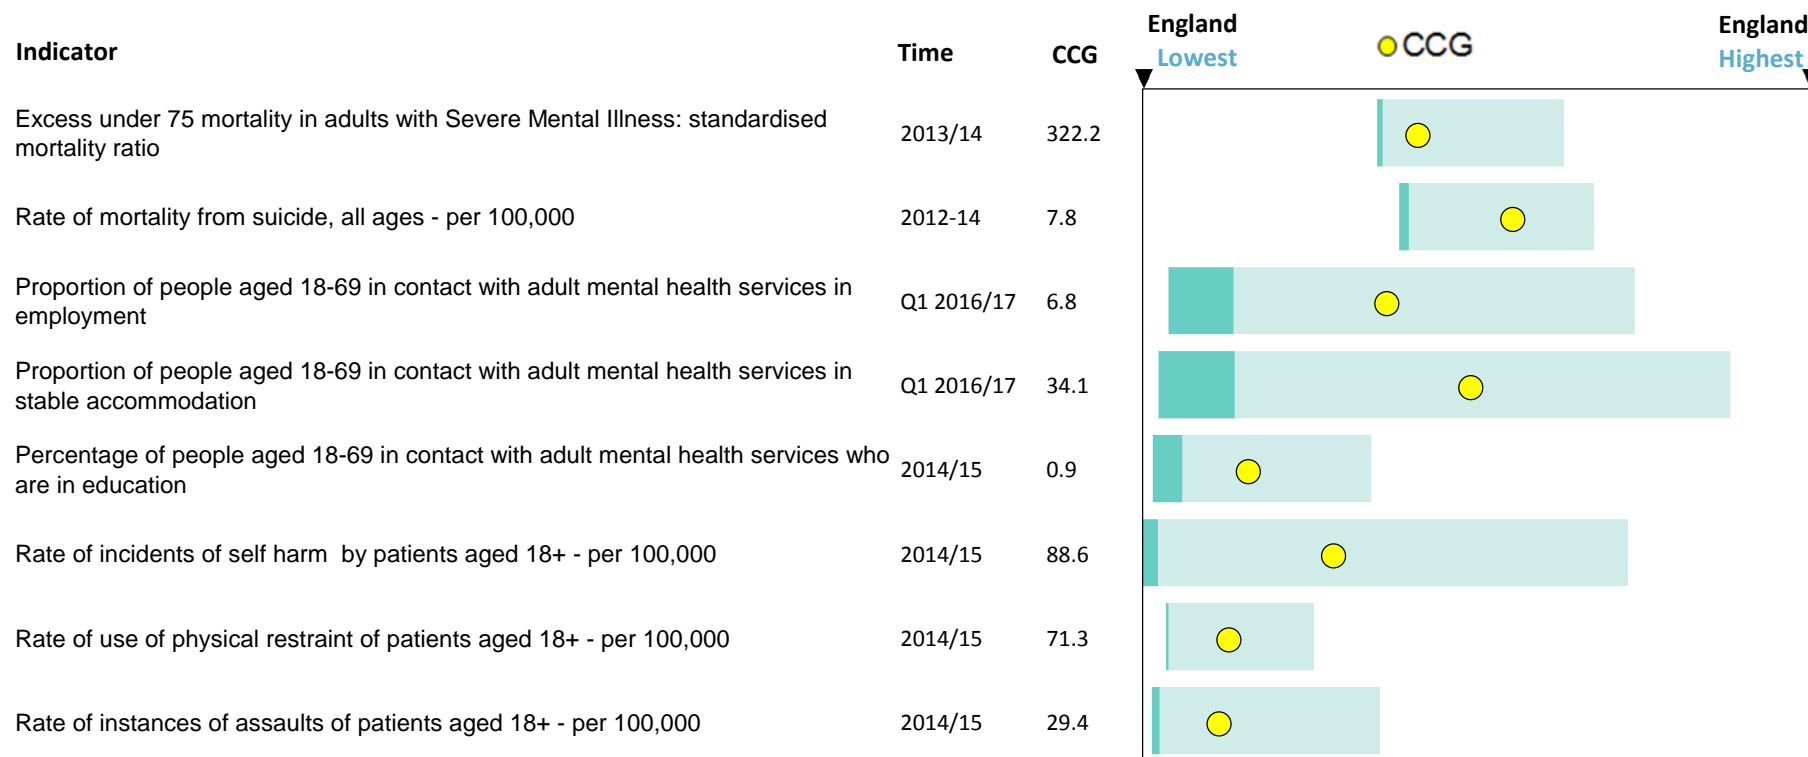 England
England
Indicator
Time
CCG
Lowest
CCG
Highest
Excess under 75 mortality in adults with Severe Mental Illness: standardised
mortality ratio
2013/14
322.2
Rate of mortality from suicide, all ages - per 100,000
2012-14
7.8
Proportion of people aged 18-69 in contact with adult mental health services in
employment
Q1 2016/17
6.8
Proportion of people aged 18-69 in contact with adult mental health services in
stable accommodation
Q1 2016/17
34.1
Percentage of people aged 18-69 in contact with adult mental health services who
are in education
2014/15
0.9
Rate of incidents of self harm  by patients aged 18+ - per 100,000
2014/15
88.6
Rate of use of physical restraint of patients aged 18+ - per 100,000
2014/15
71.3
Rate of instances of assaults of patients aged 18+ - per 100,000
2014/15
29.4